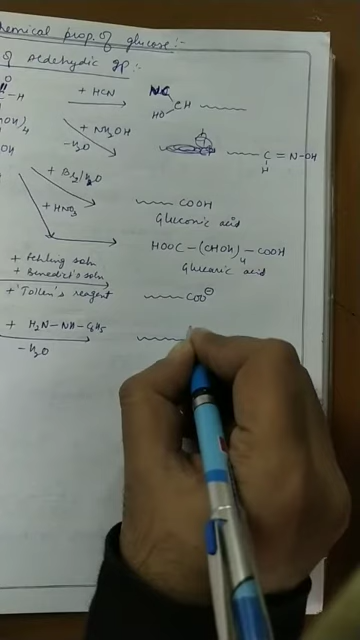 chemical prop. of glucose:-
of aldehydic gp:-
O
-H
+ HCN
NC
CH
HO
+ NH2OH
-H2O
C = N-OH
H
+ Br2/H2O
COOH
Gluconic acid
+ HNO3
HOOC-(CHOH)4-COOH
Glucaric acid
+ Fehling soln
+ Benedict's soln
+ Tollen's reagent
COO⊖
+ H2N-NH-C6H5
-H2O